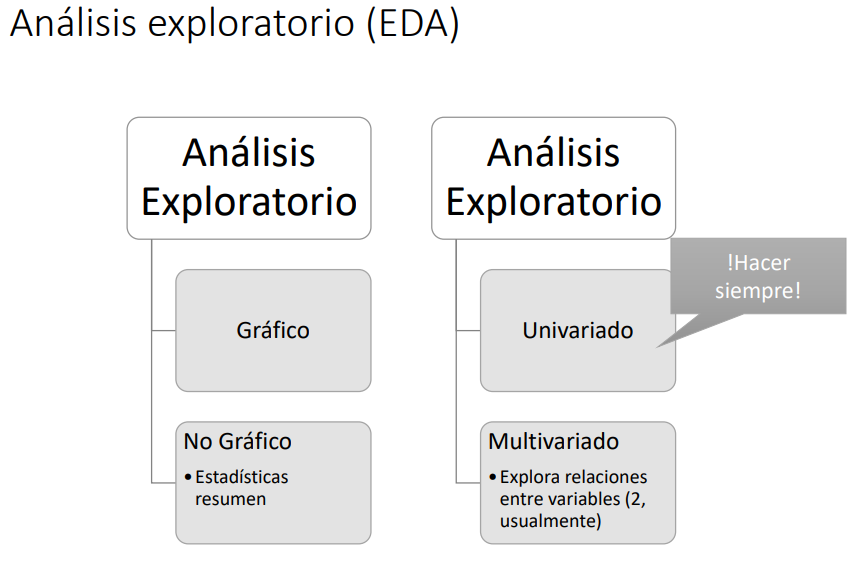 Análisis exploratorio (EDA)
Análisis
Exploratorio
Gráfico
No Gráfico
• Estadísticas
resumen
Análisis
Exploratorio
!Hacer
siempre!
Univariado
Multivariado
• Explora relaciones
entre variables (2,
usualmente)